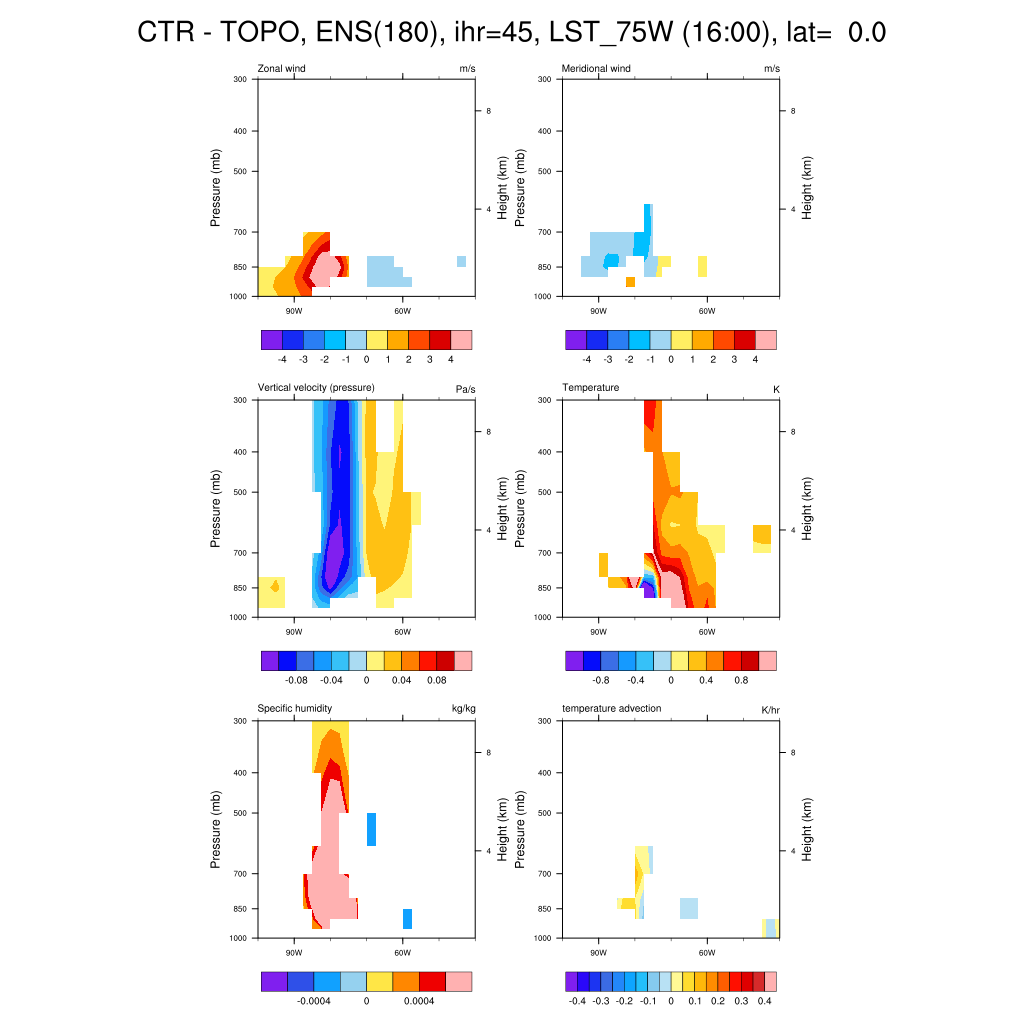 CTR - TOPO, ENS(180), ihr=45, LST_75W (16:00), lat=  0.0
Zonal wind m/s
Pressure (mb)
Height (km)
300
400
500
700
850
1000
8
4
90W 60W
-4 -3 -2 -1 0 1 2 3 4
Meridional wind m/s
Pressure (mb)
Height (km)
300
400
500
700
850
1000
8
4
90W 60W
-4 -3 -2 -1 0 1 2 3 4
Vertical velocity (pressure) Pa/s
Pressure (mb)
Height (km)
300
400
500
700
850
1000
8
4
90W 60W
-0.08 -0.04 0 0.04 0.08
Temperature K
Pressure (mb)
Height (km)
300
400
500
700
850
1000
8
4
90W 60W
-0.8 -0.4 0 0.4 0.8
Specific humidity kg/kg
Pressure (mb)
Height (km)
300
400
500
700
850
1000
8
4
90W 60W
-0.0004 0 0.0004
temperature advection K/hr
Pressure (mb)
Height (km)
300
400
500
700
850
1000
8
4
90W 60W
-0.4 -0.3 -0.2 -0.1 0 0.1 0.2 0.3 0.4